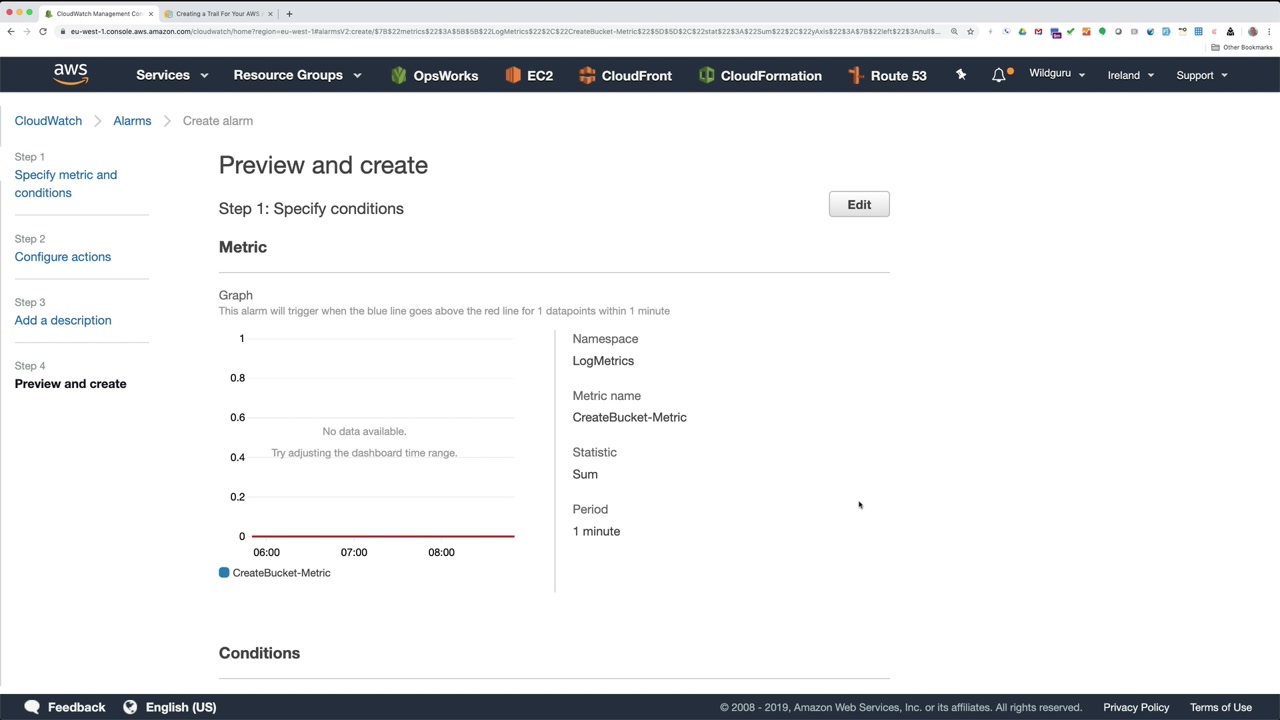 CloudWatch Management Con
Creating a Trail For Your AWS
eu-west-1.console.aws.amazon.com/cloudwatch/home?region=eu-west-1#alarmsV2:create/$7B$22metrics$22$3A$5B$5B$22LogMetrics$22$2C$22CreateBucket-Metric$22$5D$5D$2C$22stat$22$3A$22Sum$22$2C$22yAxis$22$3A$7B$22left$22$3Anull$...
Other Bookmarks
aws
Services
Resource Groups
OpsWorks
EC2
CloudFront
CloudFormation
Route 53
Wildguru
Ireland
Support
CloudWatch
Alarms
Create alarm
Step 1
Specify metric and
conditions
Step 2
Configure actions
Step 3
Add a description
Step 4
Preview and create
Preview and create
Step 1: Specify conditions
Edit
Metric
Graph
This alarm will trigger when the blue line goes above the red line for 1 datapoints within 1 minute
1
0.8
0.6
0.4
0.2
0
No data available.
Try adjusting the dashboard time range.
06:00
07:00
08:00
CreateBucket-Metric
Namespace
LogMetrics
Metric name
CreateBucket-Metric
Statistic
Sum
Period
1 minute
Conditions
Feedback
English (US)
© 2008 - 2019, Amazon Web Services, Inc. or its affiliates. All rights reserved.
Privacy Policy
Terms of Use